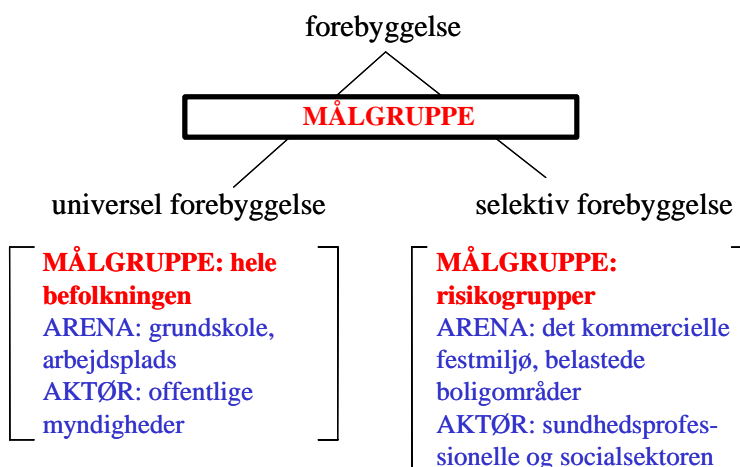 forebyggelse
MÅLGRUPPE
universel forebyggelse
MÅLGRUPPE: hele
befolkningen
ARENA: grundskole,
arbejdsplads
AKTØR: offentlige
myndigheder
selektiv forebyggelse
MÅLGRUPPE:
risikogrupper
ARENA: det kommercielle
festmiljø, belastede
boligområder
AKTØR: sundhedsprofes-
sionelle og socialsektoren